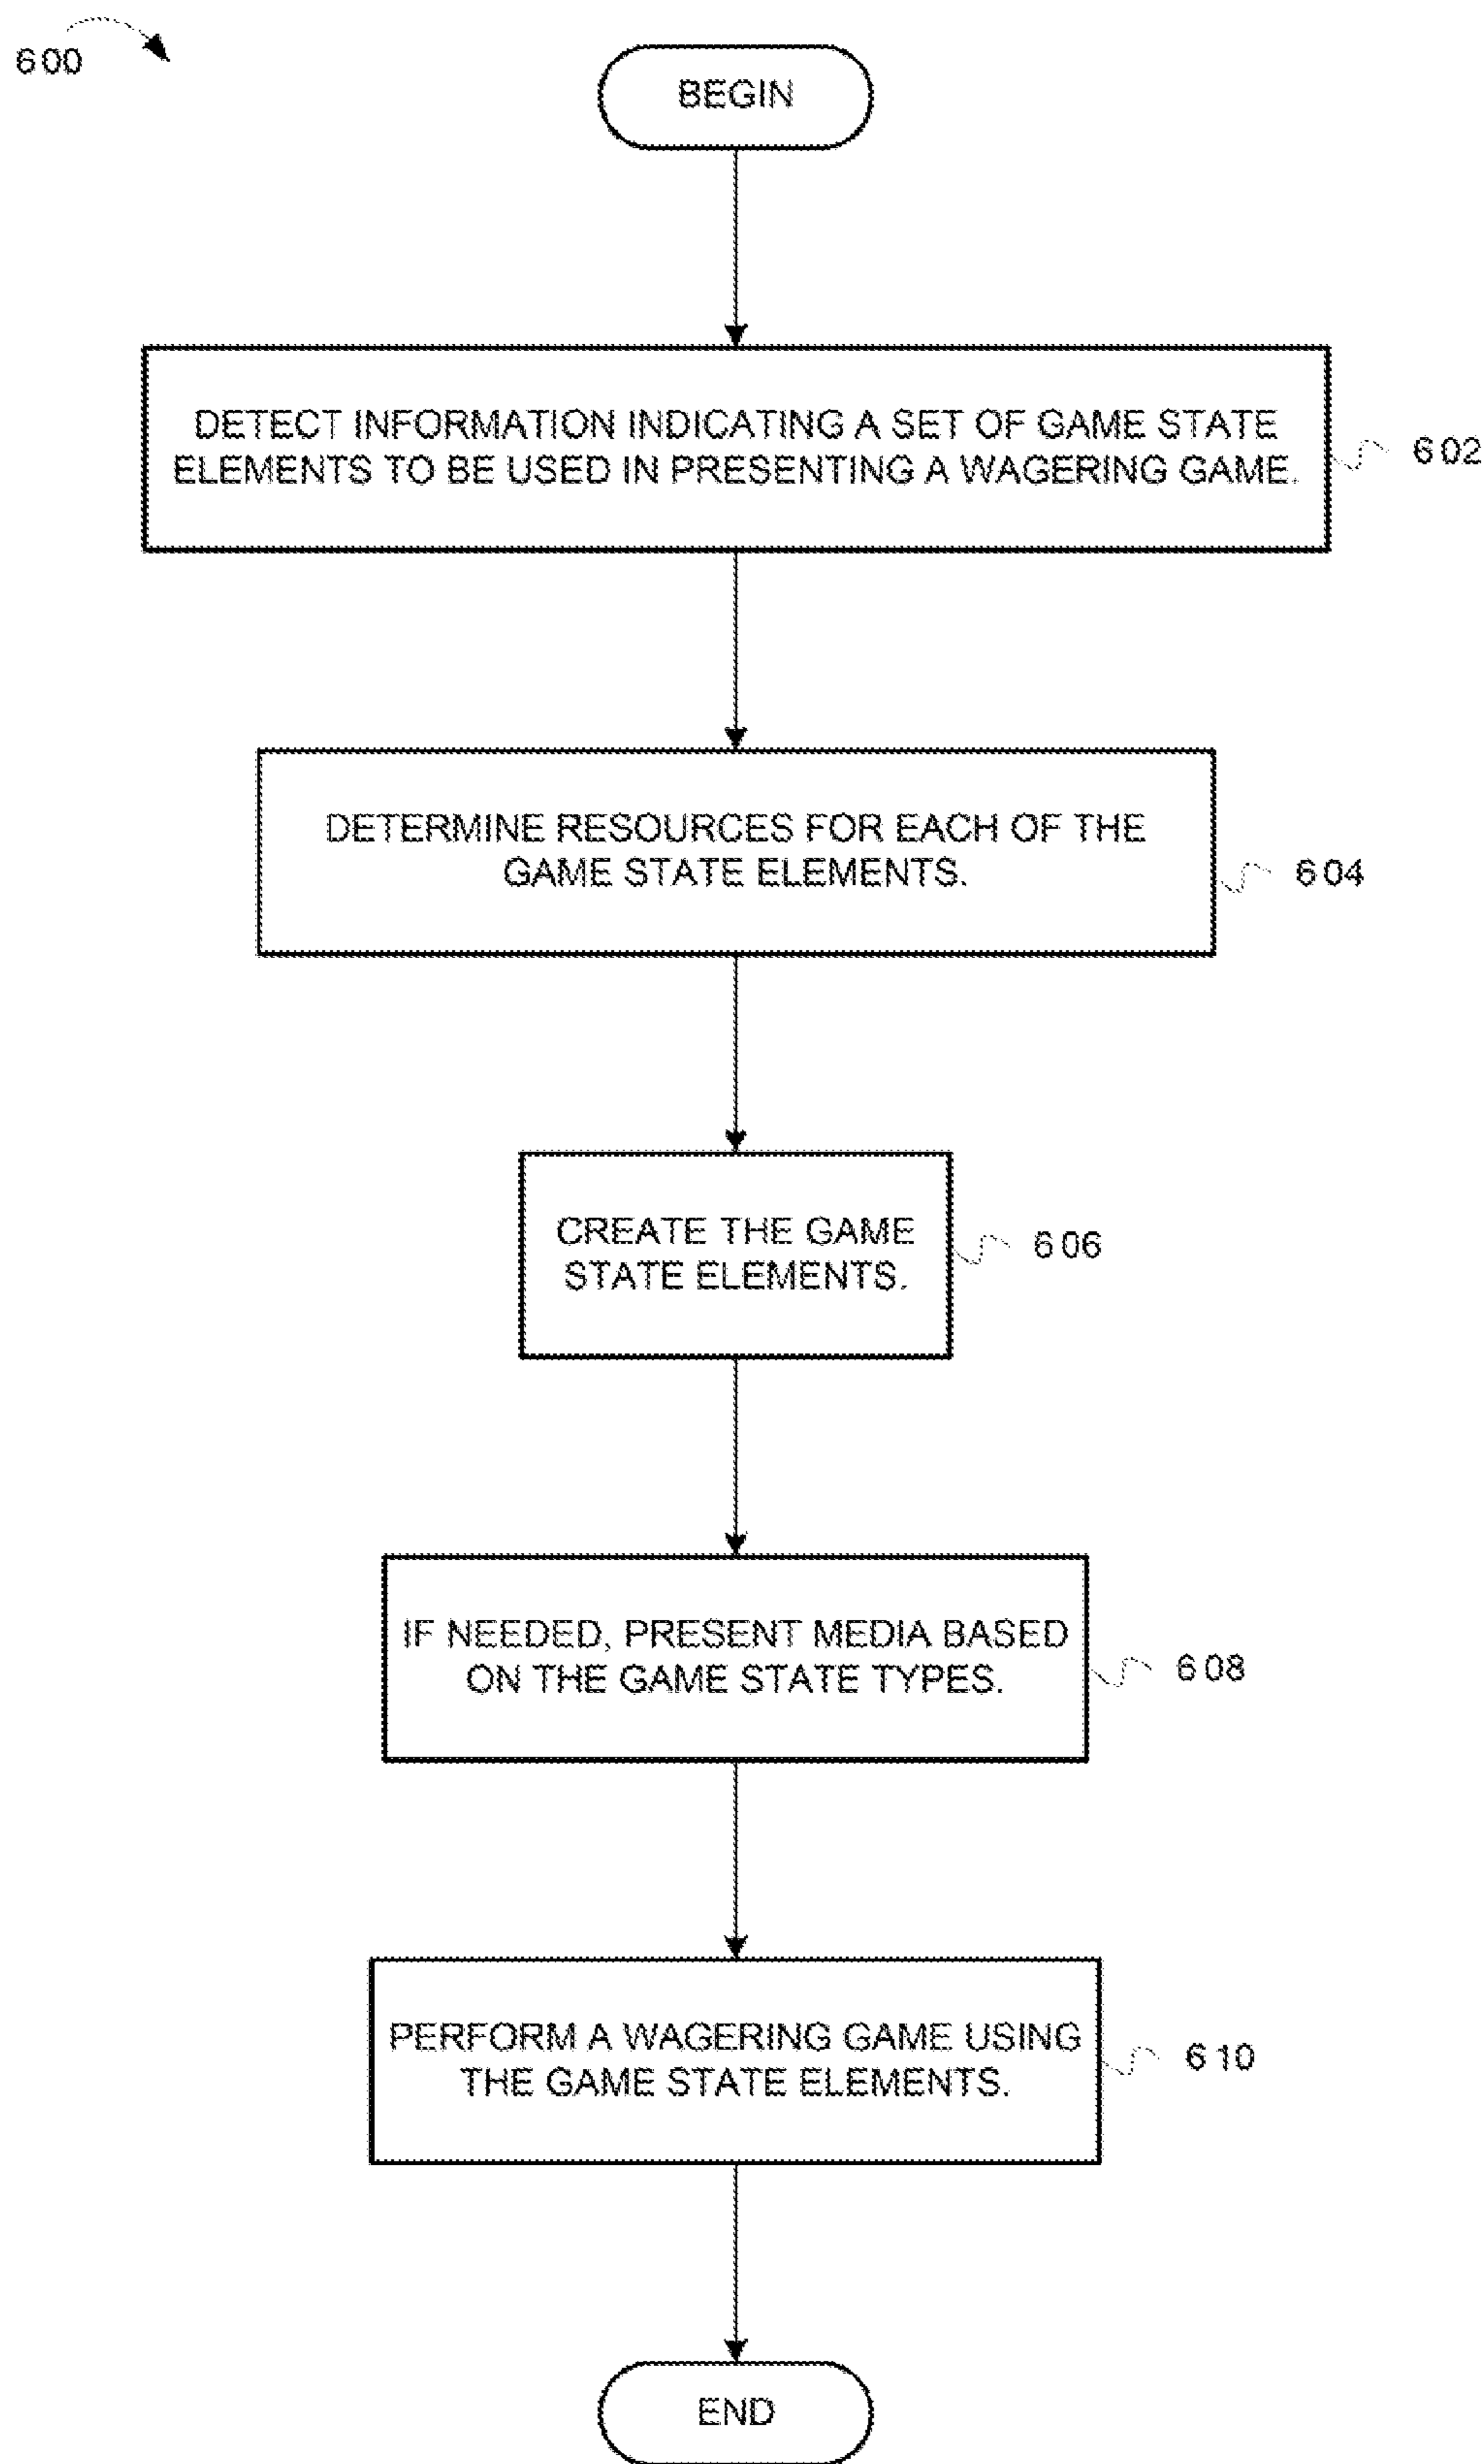 600
BEGIN
DETECT INFORMATION INDICATING A SET OF GAME STATE
ELEMENTS TO BE USED IN PRESENTING A WAGERING GAME.
602
DETERMINE RESOURCES FOR EACH OF THE
GAME STATE ELEMENTS.
604
CREATE THE GAME
STATE ELEMENTS.
606
IF NEEDED, PRESENT MEDIA BASED
ON THE GAME STATE TYPES.
608
PERFORM A WAGERING GAME USING
THE GAME STATE ELEMENTS.
610
END